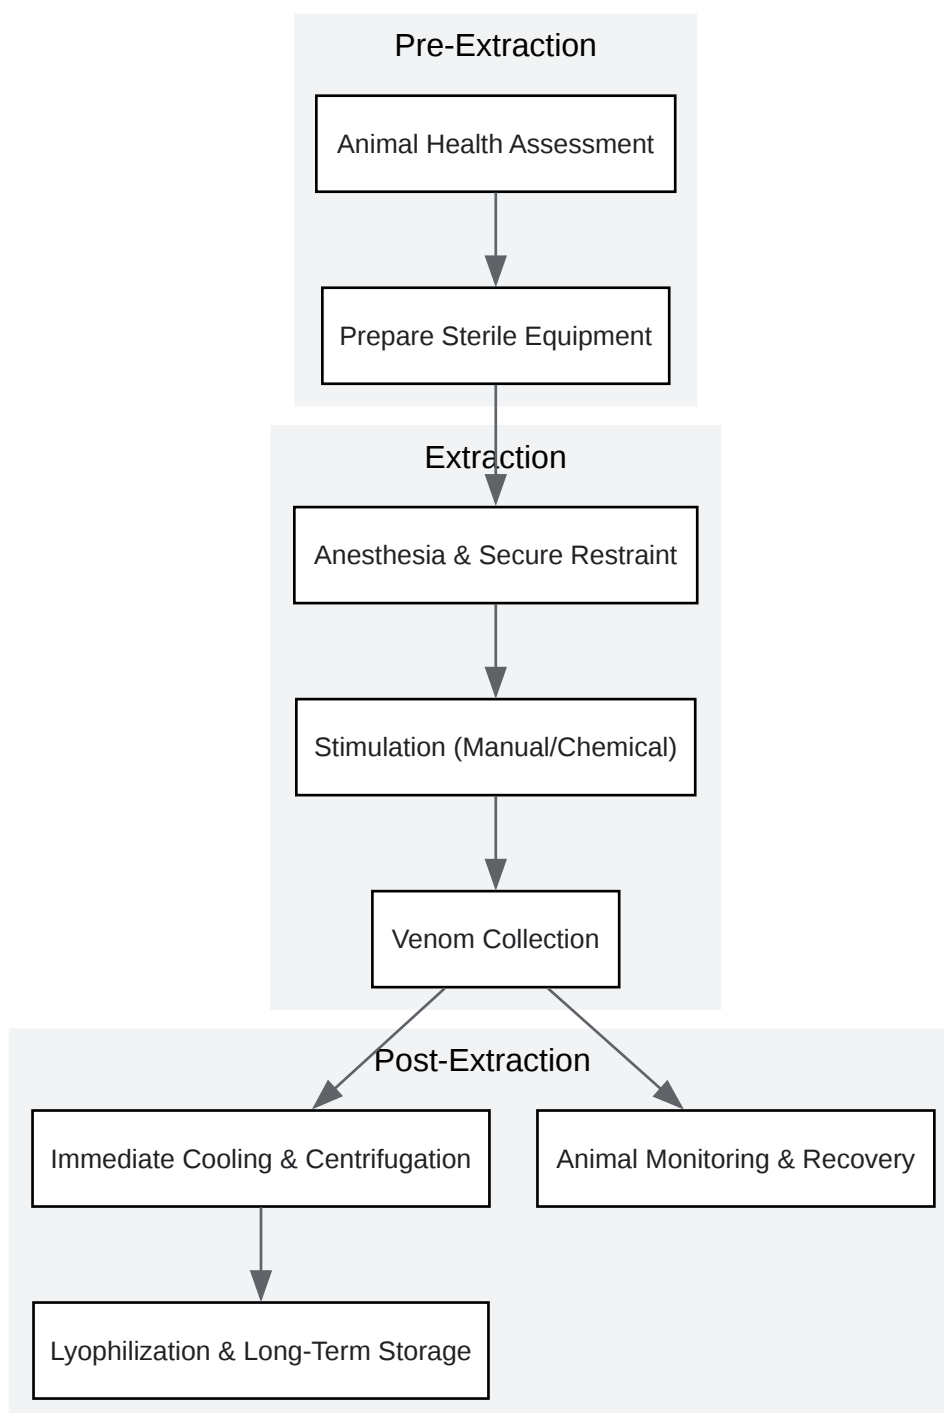 Pre-Extraction
Animal Health Assessment
Prepare Sterile Equipment
Extraction
Anesthesia & Secure Restraint
Stimulation (Manual/Chemical)
Venom Collection
Post-Extraction
Immediate Cooling & Centrifugation
Animal Monitoring & Recovery
Lyophilization & Long-Term Storage